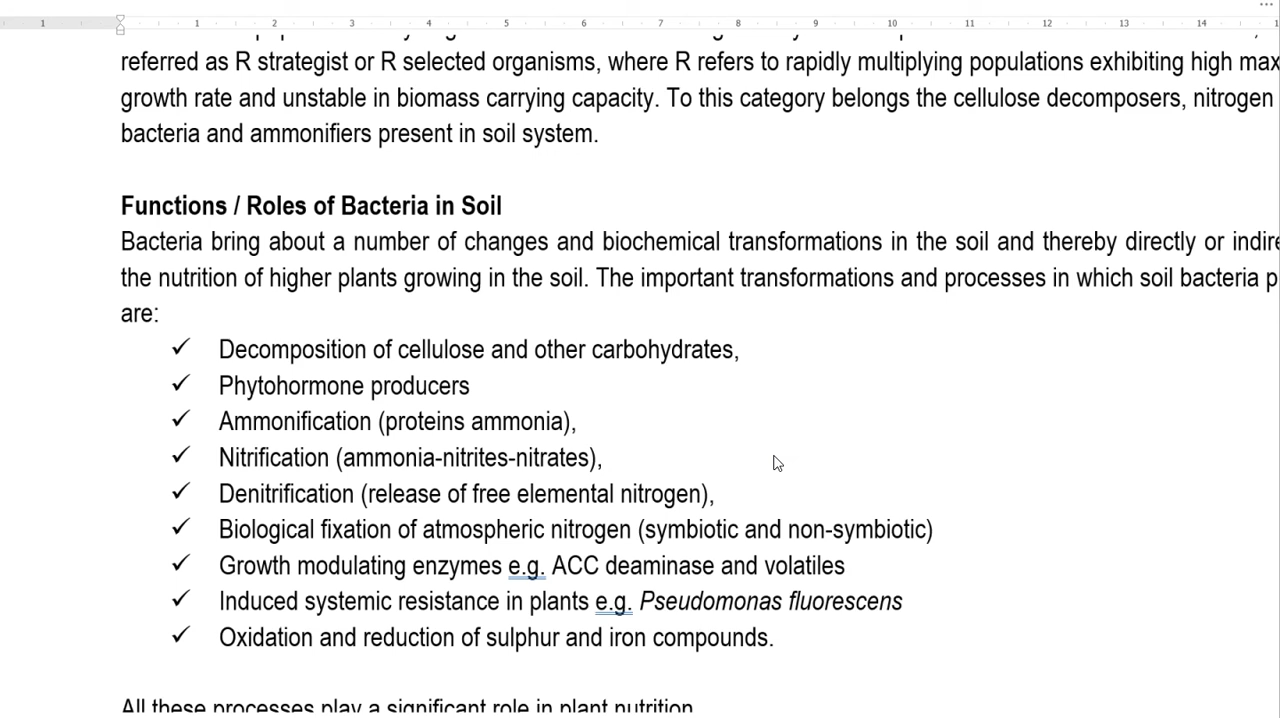 1 1 2 3 4 5 6 7 8 9 10 11 12 13 14
referred as R strategist or R selected organisms, where R refers to rapidly multiplying populations exhibiting high max
growth rate and unstable in biomass carrying capacity. To this category belongs the cellulose decomposers, nitrogen
bacteria and ammonifiers present in soil system.
Functions / Roles of Bacteria in Soil
Bacteria bring about a number of changes and biochemical transformations in the soil and thereby directly or indire
the nutrition of higher plants growing in the soil. The important transformations and processes in which soil bacteria p
are:
✓ Decomposition of cellulose and other carbohydrates,
✓ Phytohormone producers
✓ Ammonification (proteins ammonia),
✓ Nitrification (ammonia-nitrites-nitrates),
✓ Denitrification (release of free elemental nitrogen),
✓ Biological fixation of atmospheric nitrogen (symbiotic and non-symbiotic)
✓ Growth modulating enzymes e.g. ACC deaminase and volatiles
✓ Induced systemic resistance in plants e.g. Pseudomonas fluorescens
✓ Oxidation and reduction of sulphur and iron compounds.
All these processes play a significant role in plant nutrition